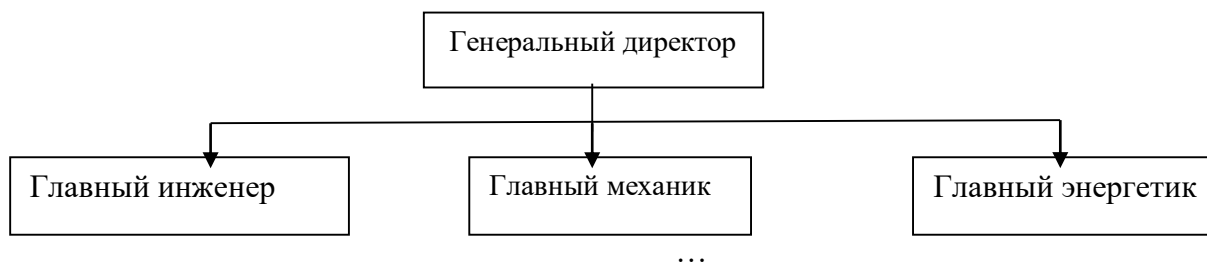 Генеральный директор
Главный инженер
Главный механик
Главный энергетик
...